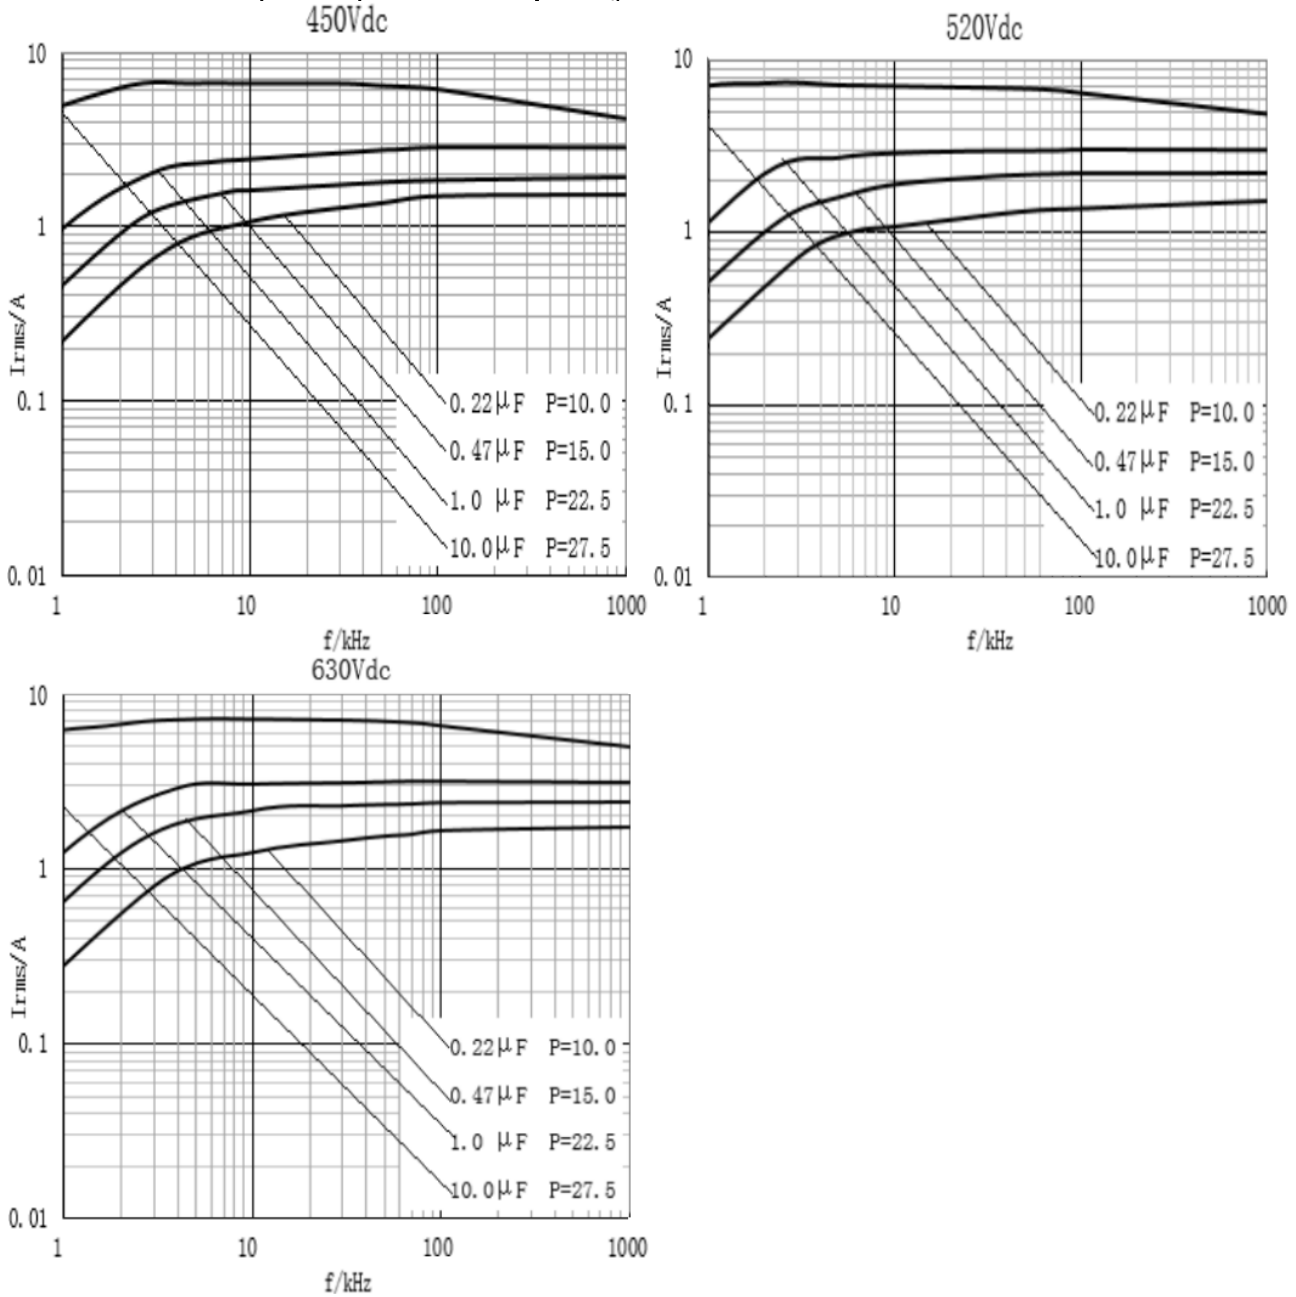 450Vdc
10
1
0.1
0.01
Irms/A
0.22μF P=10.0
0.47μF P=15.0
1.0 μF P=22.5
10.0μF P=27.5
1 10 100 1000
f/kHz
520Vdc
10
1
0.1
0.01
Irms/A
0.22μF P=10.0
0.47μF P=15.0
1.0 μF P=22.5
10.0μF P=27.5
1 10 100 1000
f/kHz
630Vdc
10
1
0.1
0.01
Irms/A
0.22μF P=10.0
0.47μF P=15.0
1.0 μF P=22.5
10.0μF P=27.5
1 10 100 1000
f/kHz